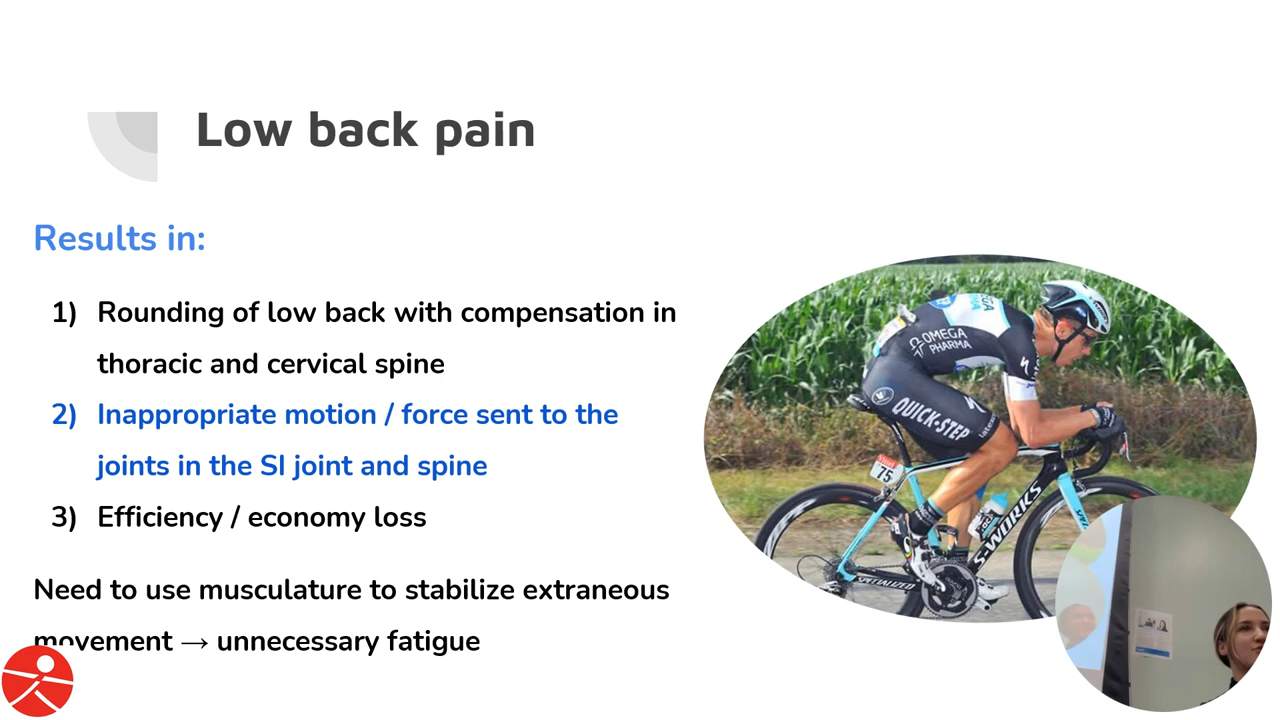 Low back pain
Results in:
1) Rounding of low back with compensation in
thoracic and cervical spine
2) Inappropriate motion / force sent to the
joints in the SI joint and spine
3) Efficiency / economy loss
Need to use musculature to stabilize extraneous
movement → unnecessary fatigue
OMEGA
PHARMA
QUICK•STEP
latexco
75
S-WORKS
SPECIALIZED